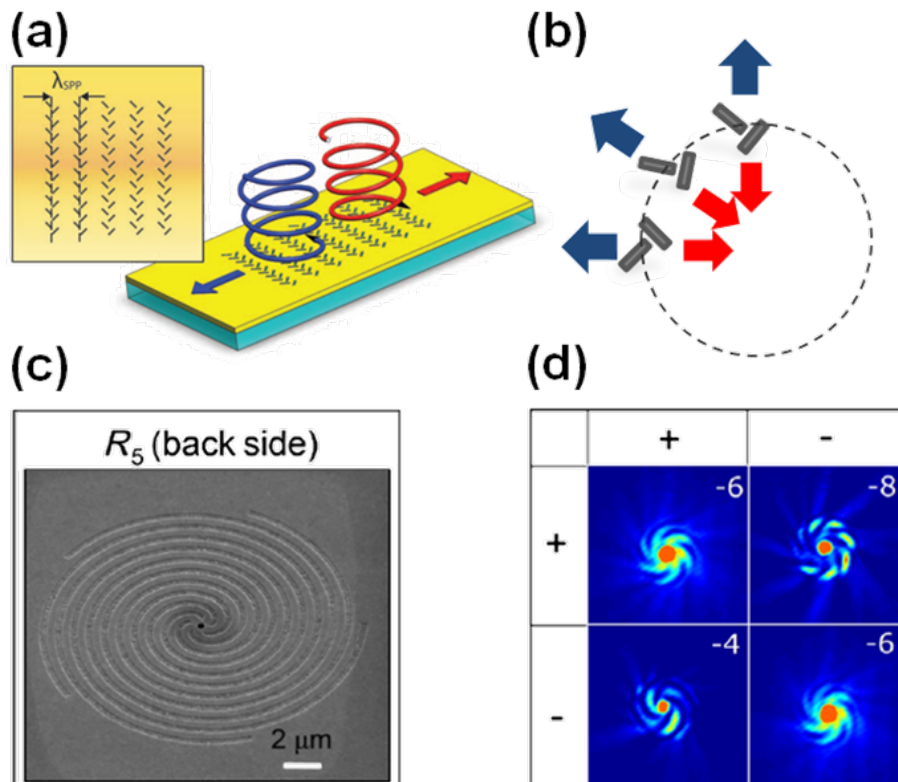 (a)
λSPP
(b)
(c)
R5 (back side)
2 μm
(d)
+ -
+ -6 -8
- -4 -6